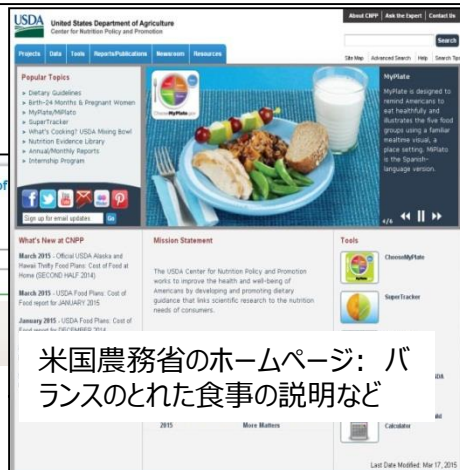 USDA
United States Department of Agriculture
Center for Nutrition Policy and Promotion
About CNPP | Ask the Expert | Contact Us
Search
Site Map Advanced Search Help Search Tips
Projects Data Tools Reports/Publications Newsroom Resources
Popular Topics
Dietary Guidelines
Birth-24 Months & Pregnant Women
MyPlate/MiPlato
SuperTracker
What's Cooking? USDA Mixing Bowl
Nutrition Evidence Library
Annual/Monthly Reports
Internship Program
Sign up for email updates Go
MyPlate
MyPlate is designed to
remind Americans to
eat healthfully and
illustrates the five food
groups using a familiar
mealtime visual, a
place setting. MiPlato
is the Spanish-
language version.
4/6
What's New at CNPP
March 2015 - Official USDA Alaska and
Hawaii Thrifty Food Plans: Cost of Food at
Home (SECOND HALF 2014)
March 2015 - USDA Food Plans: Cost of
Food report for JANUARY 2015
January 2015 - USDA Food Plans: Cost of
Food report for DECEMBER 2014
Mission Statement
The USDA Center for Nutrition Policy and Promotion
works to improve the health and well-being of
Americans by developing and promoting dietary
guidance that links scientific research to the nutrition
needs of consumers.
Tools
ChooseMyPlate
SuperTracker
米国農務省のホームページ： バ
ランスのとれた食事の説明など
2015
More Matters
Calculator
Last Date Modified: Mar 17, 2015